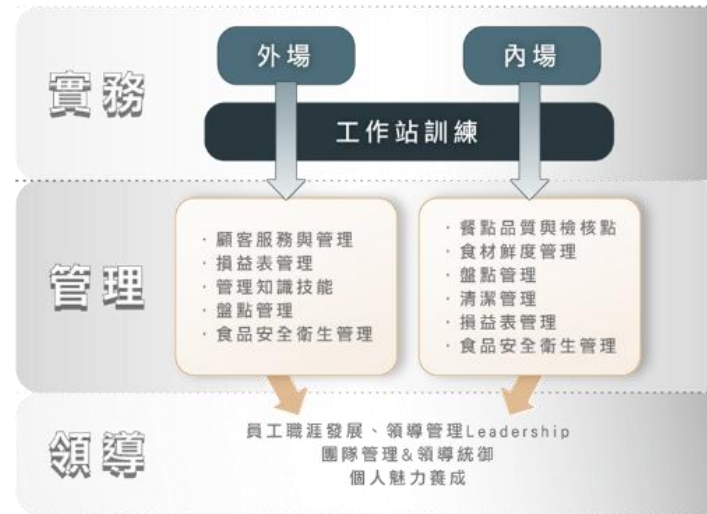 實務
外場
內場
工作站訓練
管理
· 顧客服務與管理
· 損益表管理
· 管理知識技能
· 盤點管理
· 食品安全衛生管理
· 餐點品質與檢核點
· 食材鮮度管理
· 盤點管理
· 清潔管理
· 損益表管理
· 食品安全衛生管理
領導
員工職涯發展、領導管理Leadership
團隊管理&領導統御
個人魅力養成